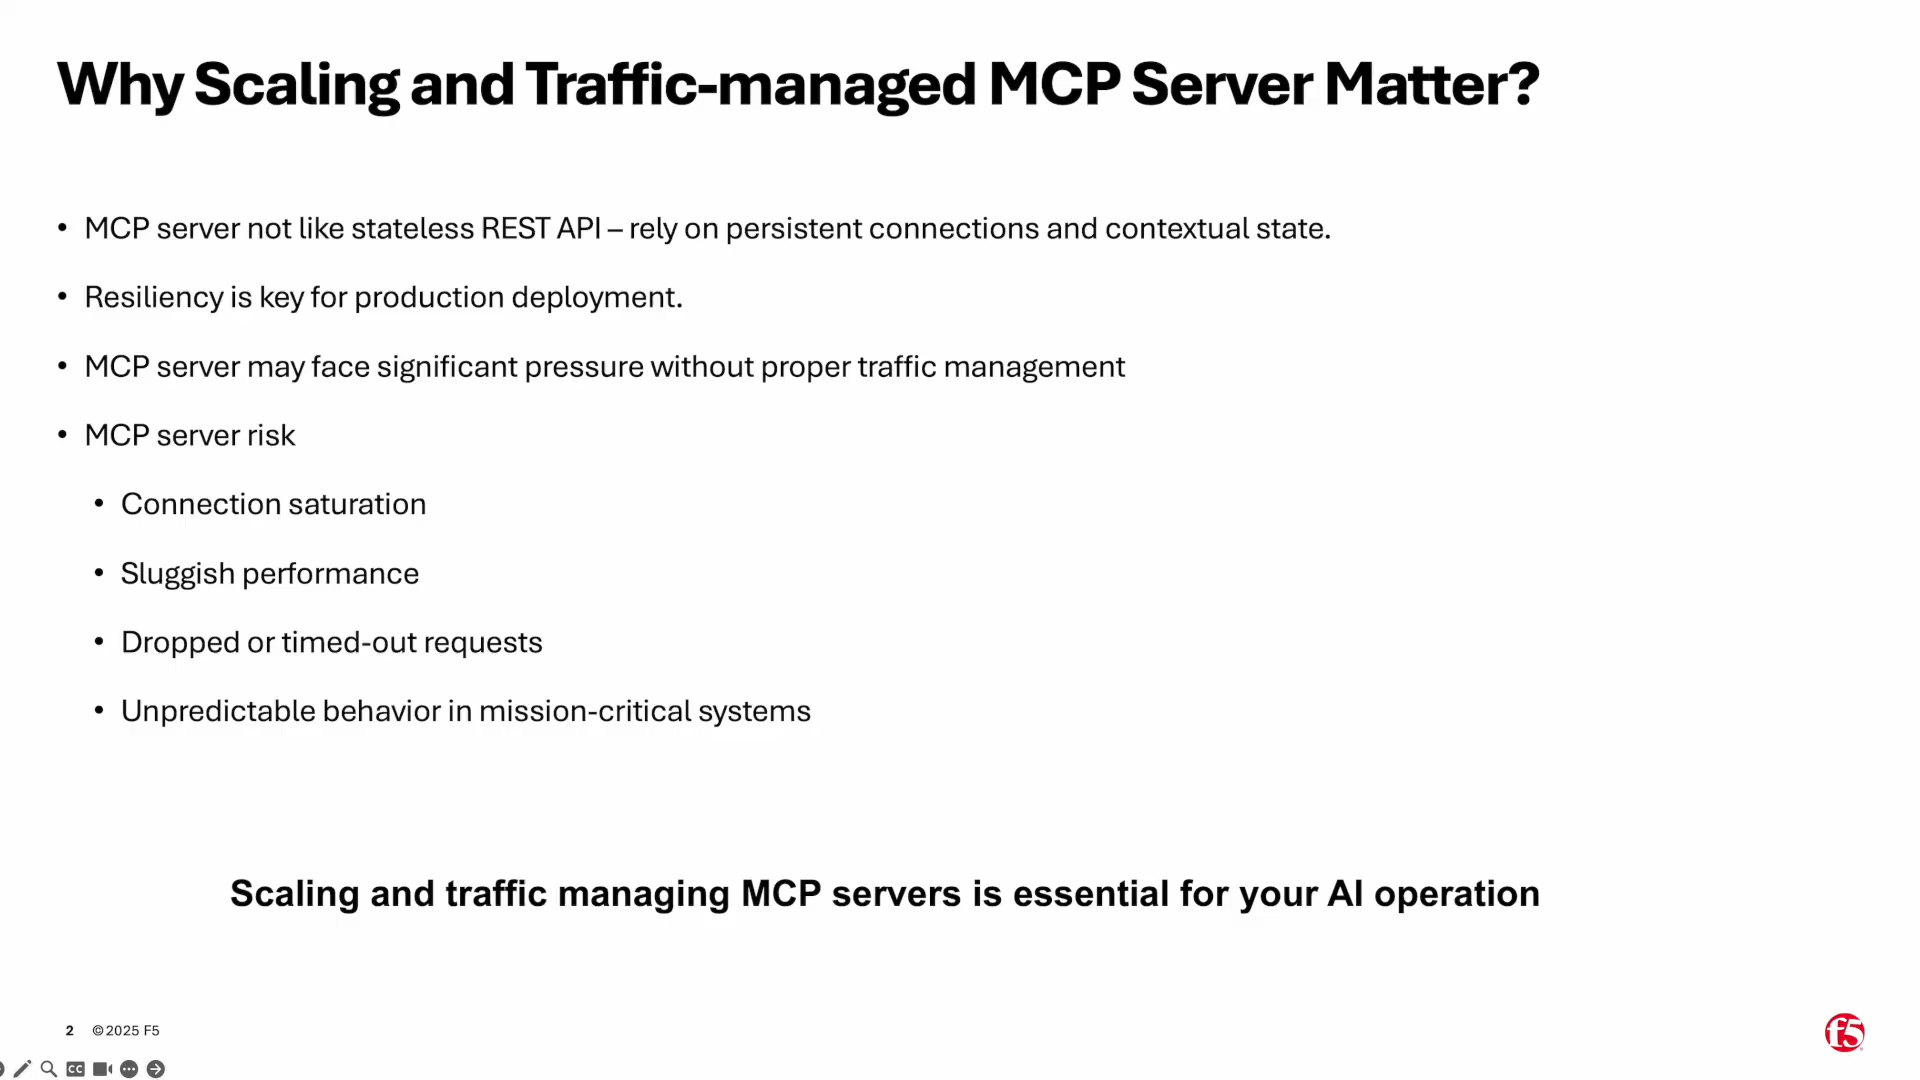 Why Scaling and Traffic-managed MCP Server Matter?
• MCP server not like stateless REST API – rely on persistent connections and contextual state.
• Resiliency is key for production deployment.
• MCP server may face significant pressure without proper traffic management
• MCP server risk
• Connection saturation
• Sluggish performance
• Dropped or timed-out requests
• Unpredictable behavior in mission-critical systems
Scaling and traffic managing MCP servers is essential for your AI operation
2 ©2025 F5
f5
CC